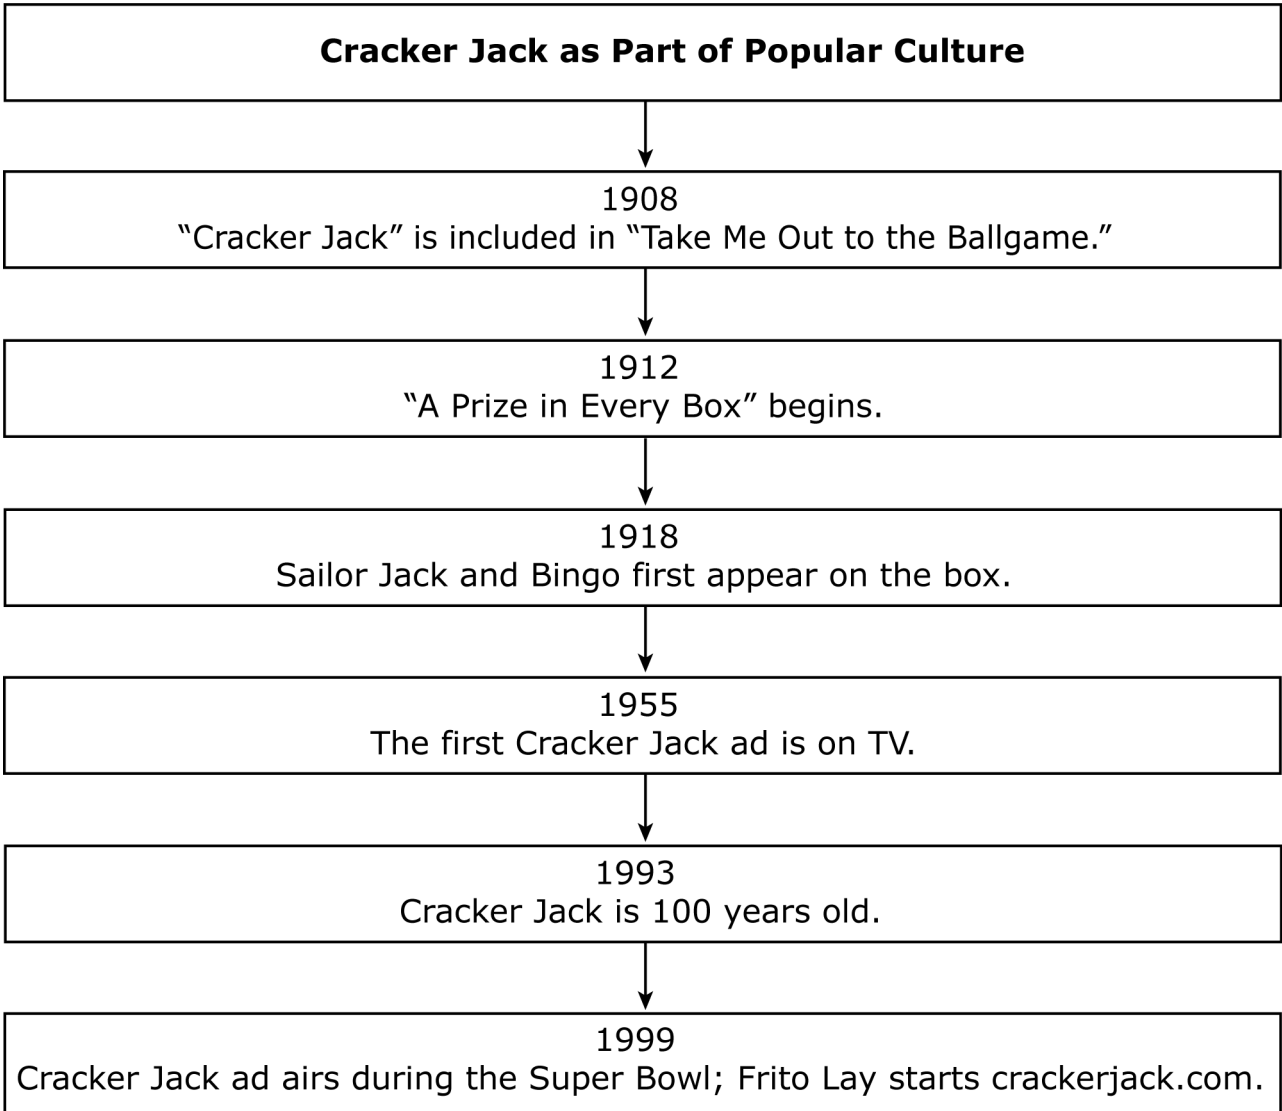 Cracker Jack as Part of Popular Culture
1908
“Cracker Jack” is included in “Take Me Out to the Ballgame.”
1912
“A Prize in Every Box” begins.
1918
Sailor Jack and Bingo first appear on the box.
1955
The first Cracker Jack ad is on TV.
1993
Cracker Jack is 100 years old.
1999
Cracker Jack ad airs during the Super Bowl; Frito Lay starts crackerjack.com.